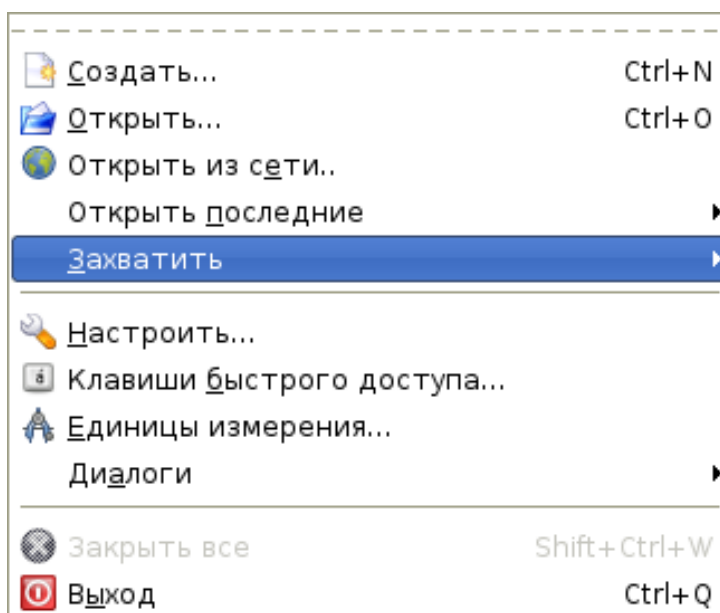 Создать... Ctrl+N
Открыть... Ctrl+O
Открыть из сети..
Открыть последние
Захватить
Настроить...
Клавиши быстрого доступа...
Единицы измерения...
Диалоги
Закрыть все Shift+Ctrl+W
Выход Ctrl+Q